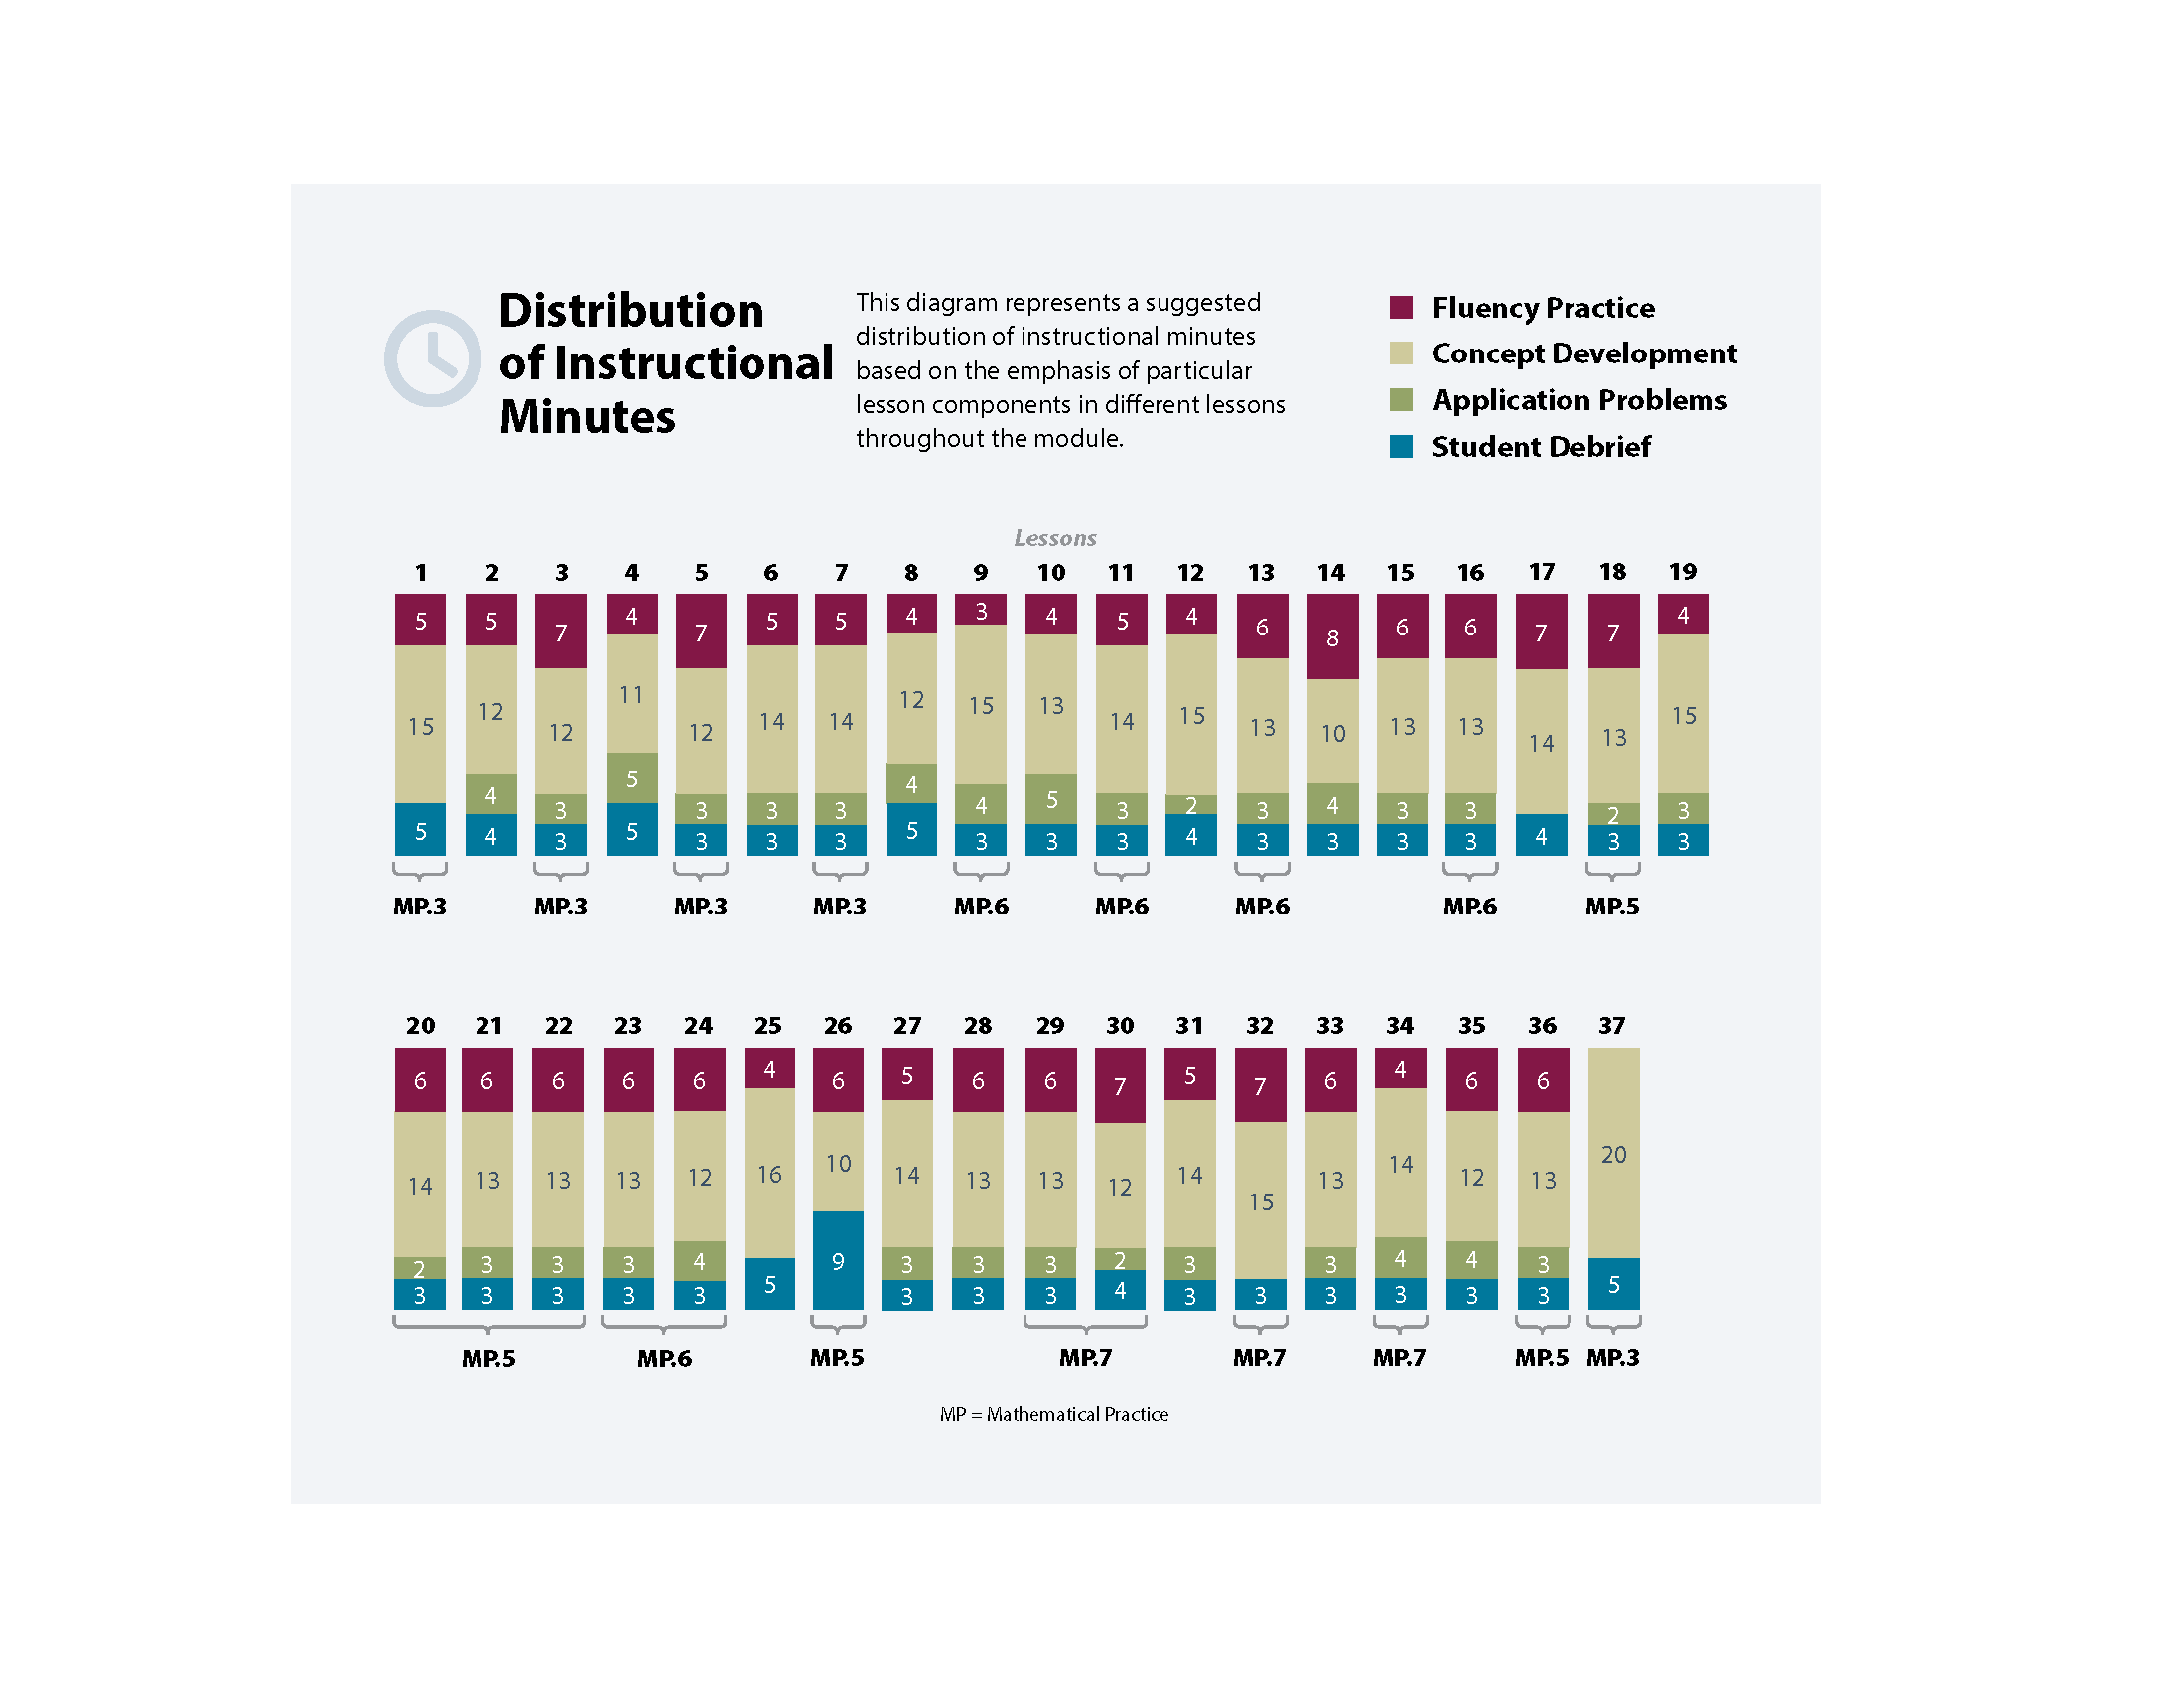 Distribution
of Instructional
Minutes
This diagram represents a suggested
distribution of instructional minutes
based on the emphasis of particular
lesson components in different lessons
throughout the module.
Fluency Practice
Concept Development
Application Problems
Student Debrief
Lessons
1 2 3 4 5 6 7 8 9 10 11 12 13 14 15 16 17 18 19
5 5 7 4 7 5 5 4 3 4 5 4 6 8 6 6 7 7 4
15 12 12 11 12 14 14 12 15 13 14 15 13 10 13 13 14 13 15
4 3 5 3 3 3 4 4 5 3 2 3 4 3 3 2 3
5 4 3 5 3 3 3 5 3 3 3 4 3 3 3 3 4 3 3
MP.3 MP.3 MP.3 MP.3 MP.6 MP.6 MP.6 MP.6 MP.5
20 21 22 23 24 25 26 27 28 29 30 31 32 33 34 35 36 37
6 6 6 6 6 4 6 5 6 6 7 5 7 6 4 6 6
14 13 13 13 12 16 10 14 13 13 12 14 15 13 14 12 13 20
2 3 3 3 4 3 3 3 2 3 3 4 4 3
3 3 3 3 3 5 9 3 3 3 4 3 3 3 3 3 3 5
MP.5 MP.6 MP.5 MP.7 MP.7 MP.7 MP.5 MP.3
MP = Mathematical Practice